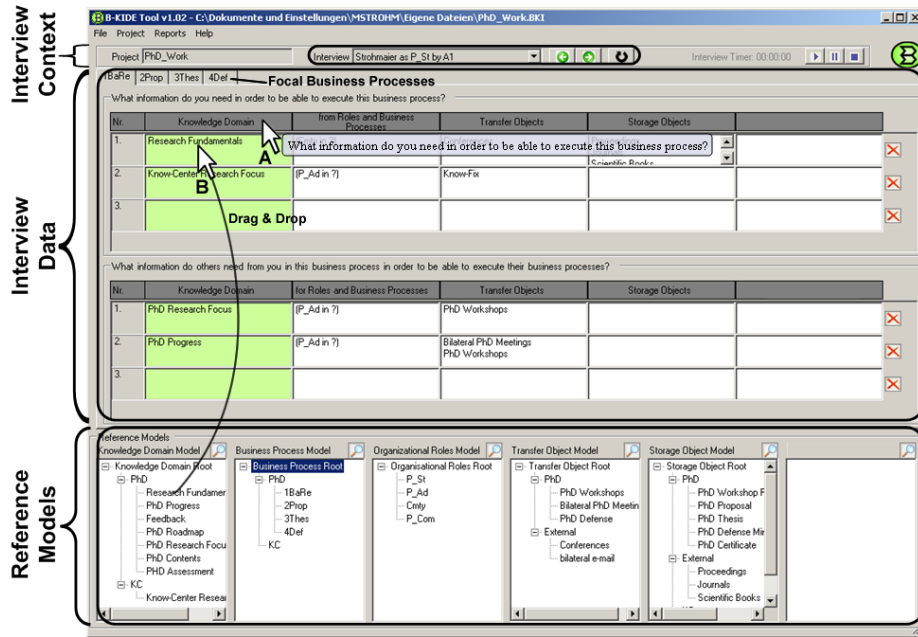 B-KIDE Tool v1.02 - C:\Dokumente und Einstellungen\MSTROHM\Eigene Dateien\PhD_Work.BKI
File Project Reports Help
Interview Context
Project PhD_Work Interview Strohmaier as P_St by A1 Interview Timer: 00:00:00
1BaRe 2Prop 3Thes 4Def Focal Business Processes
Interview Data
What information do you need in order to be able to execute this business process?
Nr. Knowledge Domain from Roles and Business Processes Transfer Objects Storage Objects
A What information do you need in order to be able to execute this business process?
1. Research Fundamentals
Scientific Books
B
2. Know-Center Research Focus (P_Ad in ?) Know-Fix
3.
Drag & Drop
What information do others need from you in this business process in order to be able to execute their business processes?
Nr. Knowledge Domain for Roles and Business Processes Transfer Objects Storage Objects
1. PhD Research Focus (P_Ad in ?) PhD Workshops
2. PhD Progress (P_Ad in ?) Bilateral PhD Meetings
PhD Workshops
3.
Reference Models
Reference Models
Knowledge Domain Model
Knowledge Domain Root
PhD
Research Fundamer
PhD Progress
Feedback
PhD Roadmap
PhD Research Focu
PhD Contents
PHD Assessment
KC
Know-Center Resear
Business Process Model
Business Process Root
PhD
1BaRe
2Prop
3Thes
4Def
KC
Organizational Roles Model
Organisational Roles Root
P_St
P_Ad
Cmty
P_Com
Transfer Object Model
Transfer Object Root
PhD
PhD Workshops
Bilateral PhD Meetin
PhD Defense
External
Conferences
bilateral e-mail
Storage Object Model
Storage Object Root
PhD
PhD Workshop F
PhD Proposal
PhD Thesis
PhD Defense Min
PhD Certificate
External
Proceedings
Journals
Scientific Books